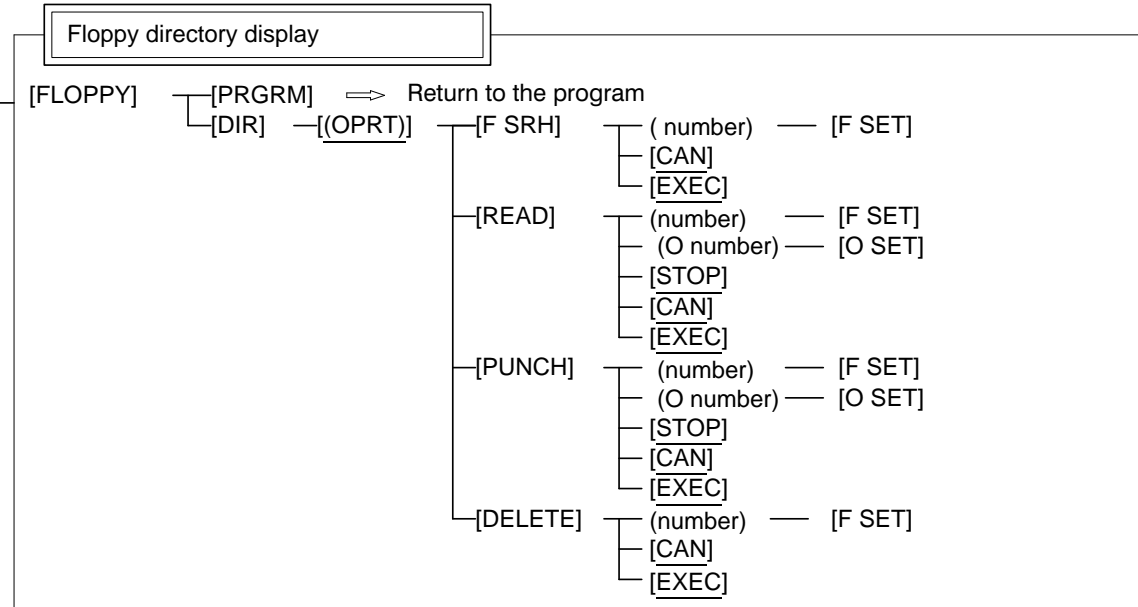 Floppy directory display
[FLOPPY] [PRGRM] Return to the program
[DIR] [(OPRT)] [F SRH] ( number) [F SET]
[CAN]
[EXEC]
[READ] (number) [F SET]
(O number) [O SET]
[STOP]
[CAN]
[EXEC]
[PUNCH] (number) [F SET]
(O number) [O SET]
[STOP]
[CAN]
[EXEC]
[DELETE] (number) [F SET]
[CAN]
[EXEC]